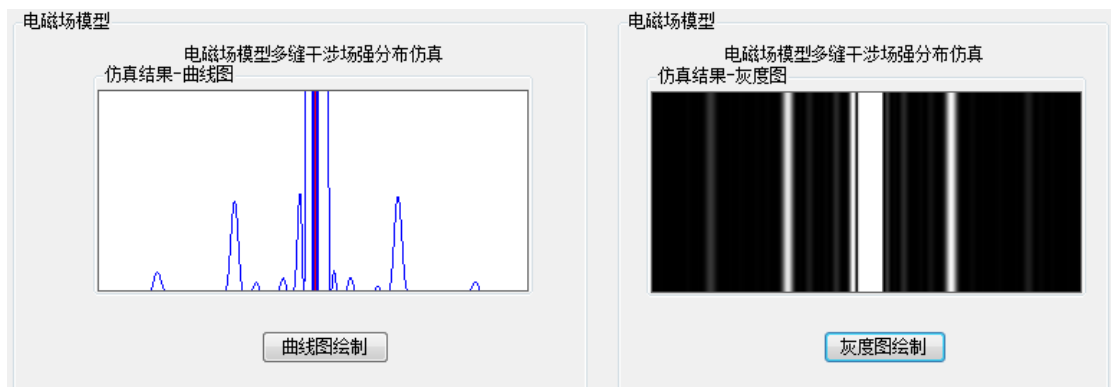 电磁场模型
电磁场模型多缝干涉场强分布仿真
仿真结果-曲线图
曲线图绘制
电磁场模型
电磁场模型多缝干涉场强分布仿真
仿真结果-灰度图
灰度图绘制